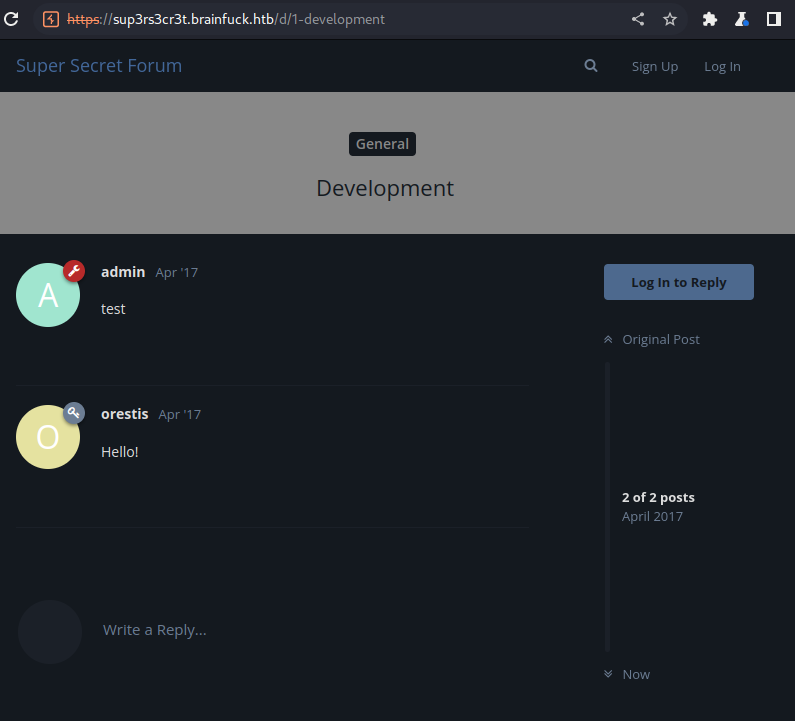 https://sup3rs3cr3t.brainfuck.htb/d/1-development
Super Secret Forum
Sign Up
Log In
General
Development
A
admin Apr '17
test
Log In to Reply
Original Post
O
orestis Apr '17
Hello!
2 of 2 posts
April 2017
Write a Reply...
Now